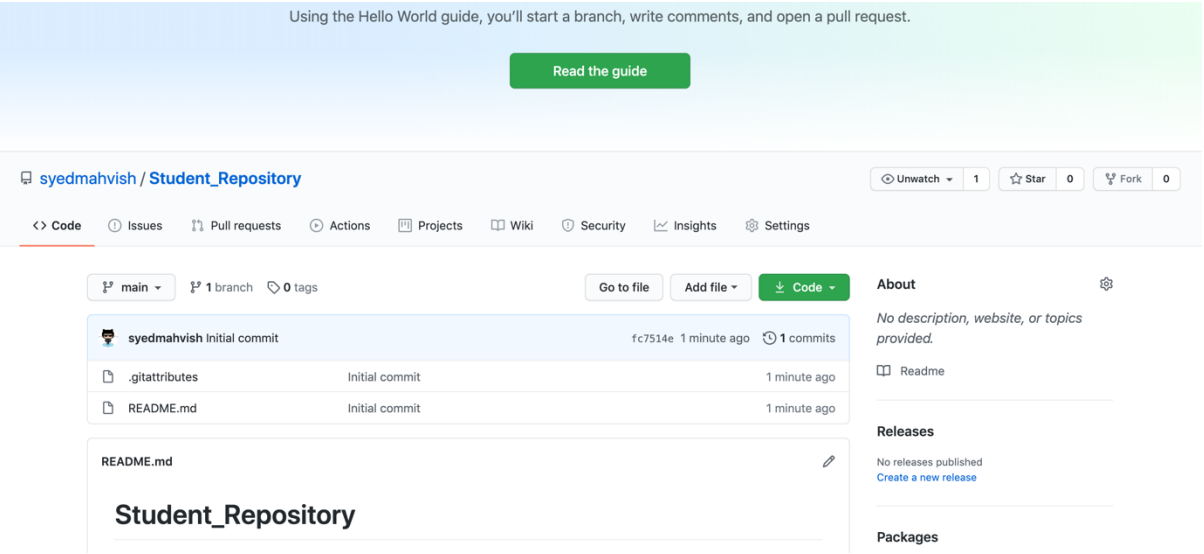 Using the Hello World guide, you’ll start a branch, write comments, and open a pull request.
Read the guide
syedmahvish / Student_Repository
Unwatch 1 Star 0 Fork 0
Code Issues Pull requests Actions Projects Wiki Security Insights Settings
main 1 branch 0 tags Go to file Add file Code
syedmahvish Initial commit fc7514e 1 minute ago 1 commits
.gitattributes Initial commit 1 minute ago
README.md Initial commit 1 minute ago
README.md
Student_Repository
About
No description, website, or topics
provided.
Readme
Releases
No releases published
Create a new release
Packages